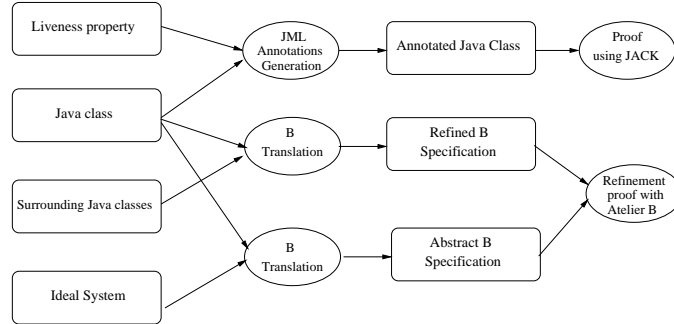 Liveness property
JML
Annotations
Generation
Annotated Java Class
Proof
using JACK
Java class
B
Translation
Refined B
Specification
Surrounding Java classes
Refinement
proof with
Atelier B
B
Translation
Abstract B
Specification
Ideal System